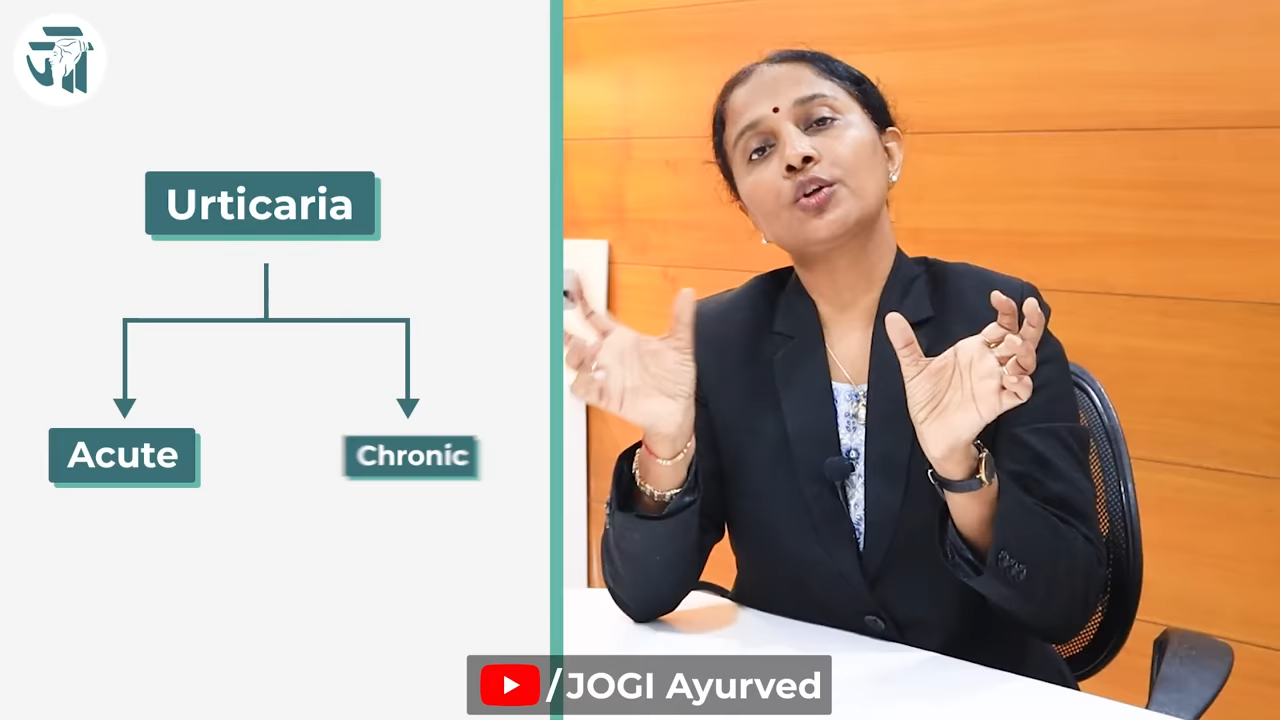 जी
Urticaria
Acute
Chronic
/JOGI Ayurved